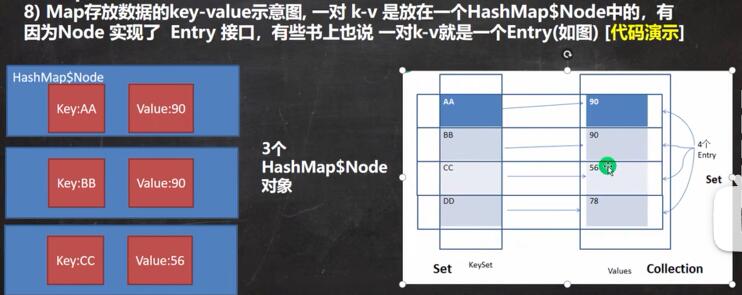 8) Map存放数据的key-value示意图, 一对 k-v 是放在一个HashMap$Node中的，有
因为Node 实现了 Entry 接口，有些书上也说 一对k-v就是一个Entry(如图) [代码演示]
HashMap$Node
Key:AA
Value:90
Key:BB
Value:90
Key:CC
Value:56
3个
HashMap$Node
对象
AA
90
BB
90
CC
56
DD
78
4个
Entry
Set
Set
KeySet
Values
Collection